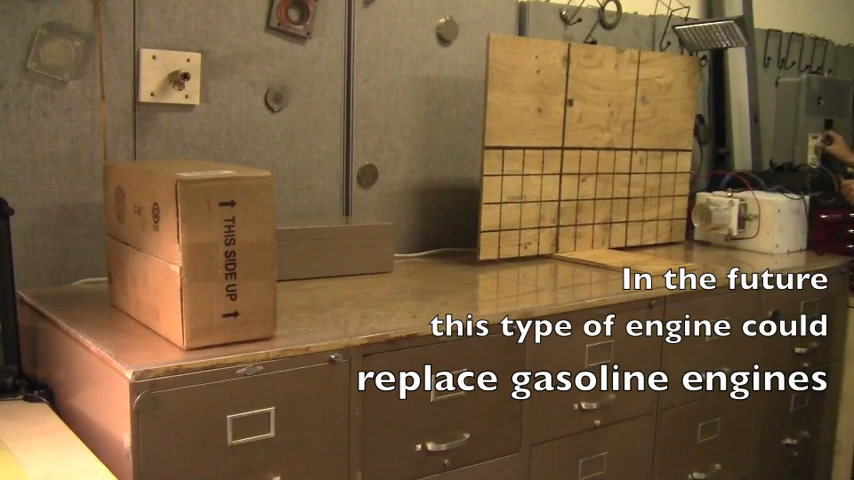 THIS SIDE UP
In the future
this type of engine could
replace gasoline engines